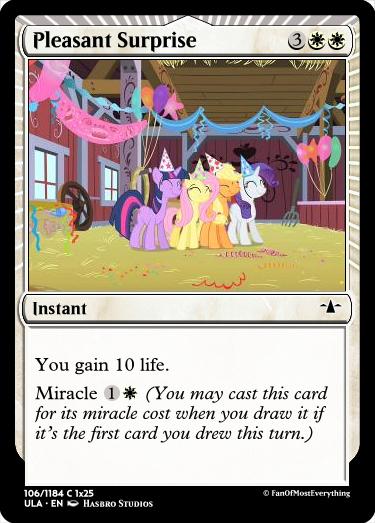 Pleasant Surprise 3
Instant
You gain 10 life.
Miracle 1 (You may cast this card
for its miracle cost when you draw it if
it's the first card you drew this turn.)
106/1184 C 1x25
ULA • EN Hasbro Studios
© FanOfMostEverything